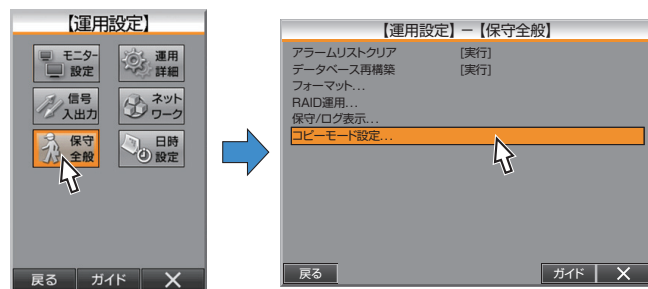 【運用設定】
モニター
設定
運用
詳細
信号
入出力
ネット
ワーク
保守
全般
日時
設定
戻る ガイド ×
【運用設定】－【保守全般】
アラームリストクリア [実行]
データベース再構築 [実行]
フォーマット...
RAID運用...
保守/ログ表示...
コピーモード設定...
戻る ガイド ×